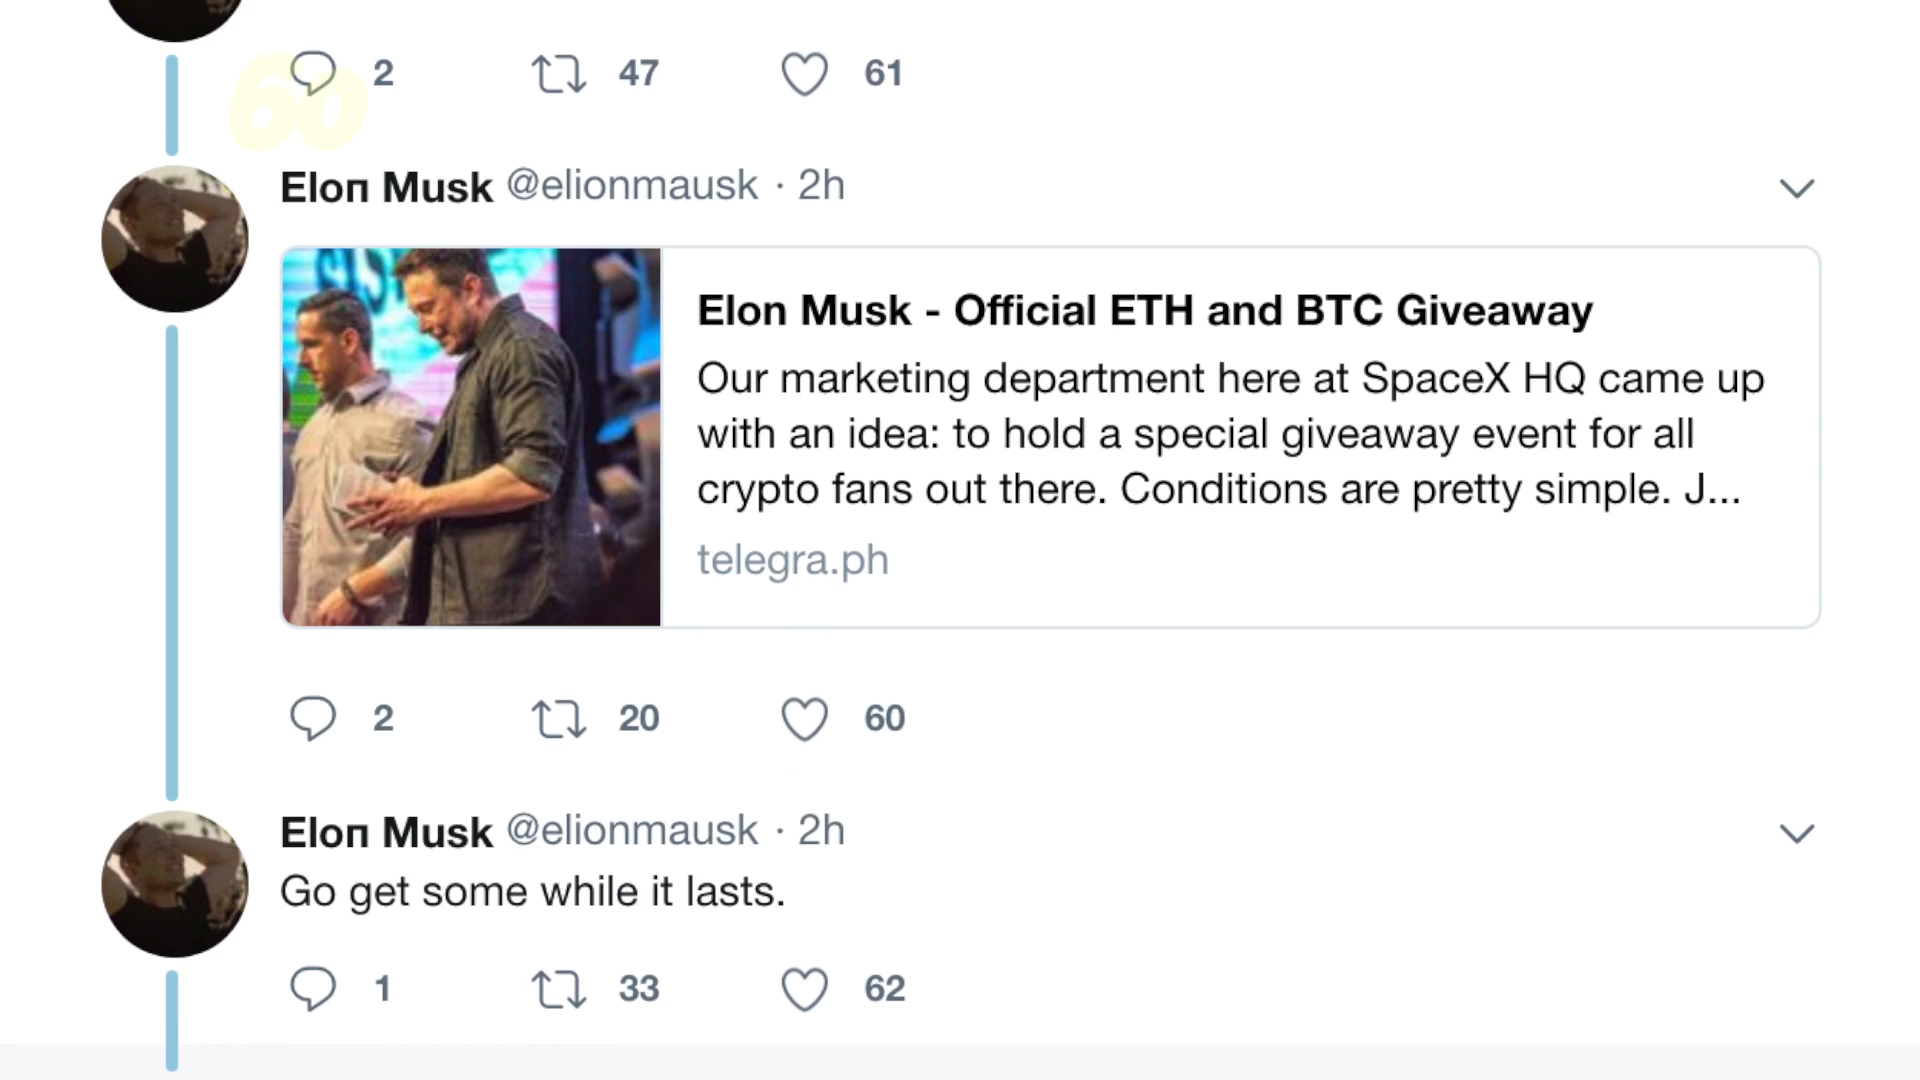 60
2 47 61
Eloп Musk @elionmausk · 2h
Elon Musk - Official ETH and BTC Giveaway
Our marketing department here at SpaceX HQ came up
with an idea: to hold a special giveaway event for all
crypto fans out there. Conditions are pretty simple. J...
telegra.ph
2 20 60
Eloп Musk @elionmausk · 2h
Go get some while it lasts.
1 33 62